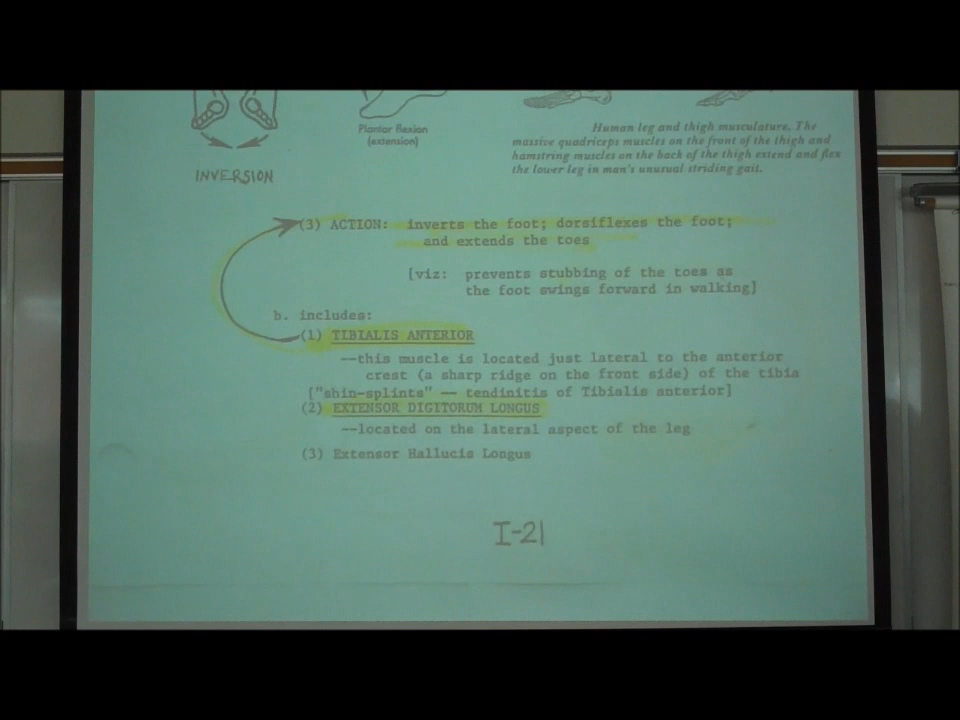 Plantar flexion
(extension)
INVERSION
Human leg and thigh musculature. The
massive quadriceps muscles on the front of the thigh and
hamstring muscles on the back of the thigh extend and flex
the lower leg in man's unusual striding gait.
(3) ACTION: inverts the foot; dorsiflexes the foot;
and extends the toes
[viz: prevents stubbing of the toes as
the foot swings forward in walking]
b. includes:
(1) TIBIALIS ANTERIOR
--this muscle is located just lateral to the anterior
crest (a sharp ridge on the front side) of the tibia
["shin-splints" — tendinitis of Tibialis anterior]
(2) EXTENSOR DIGITORUM LONGUS
--located on the lateral aspect of the leg
(3) Extensor Hallucis Longus
I-21